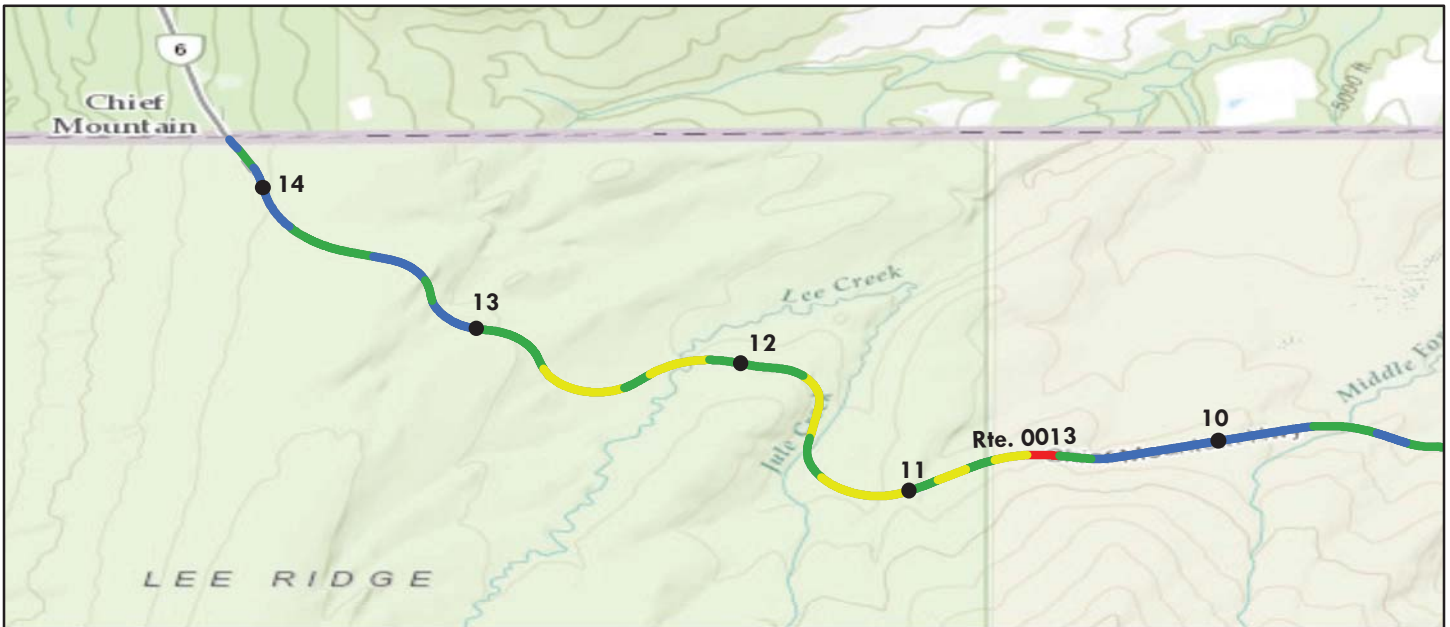 6
Chief
Mountain
5000 ft
14
Lee Creek
13
12
Middle Fo
10
Rte. 0013
Jule Creek
11
LEE RIDGE